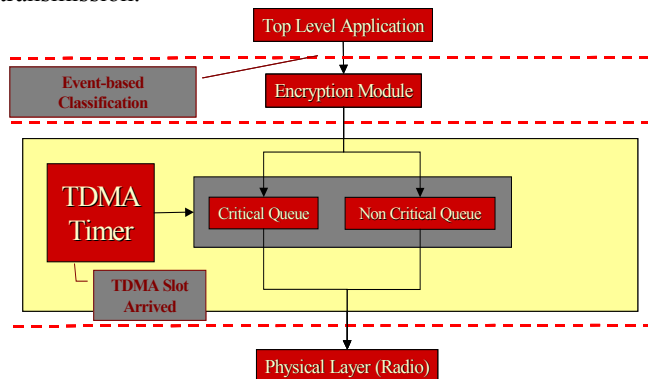 transmission.
Top Level Application
Event-based
Classification
Encryption Module
TDMA
Timer
Critical Queue
Non Critical Queue
TDMA Slot
Arrived
Physical Layer (Radio)